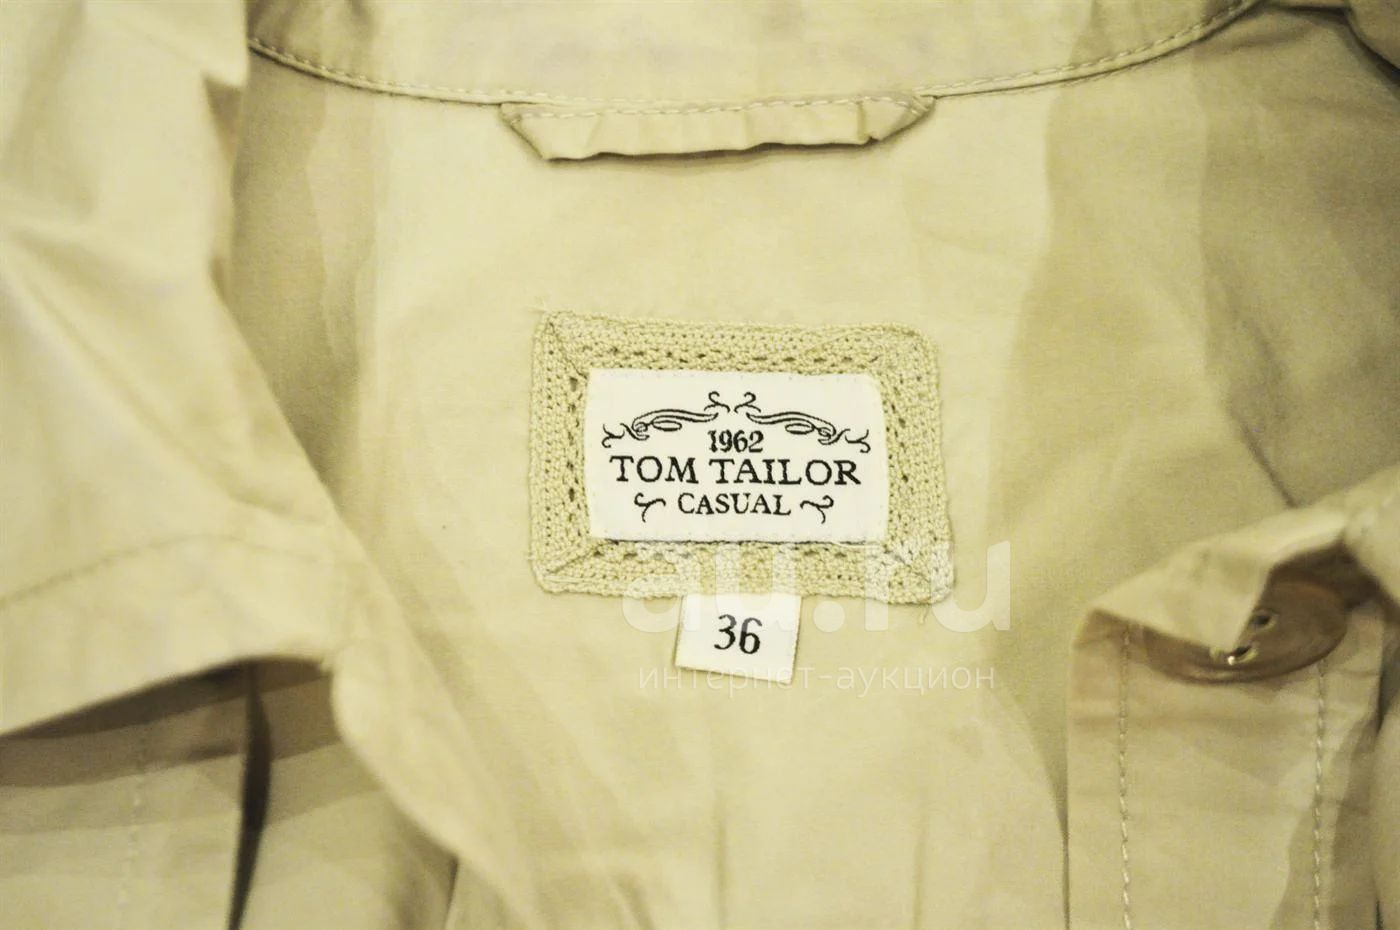 1962
TOM TAILOR
CASUAL
au.ru
36
интернет-аукцион